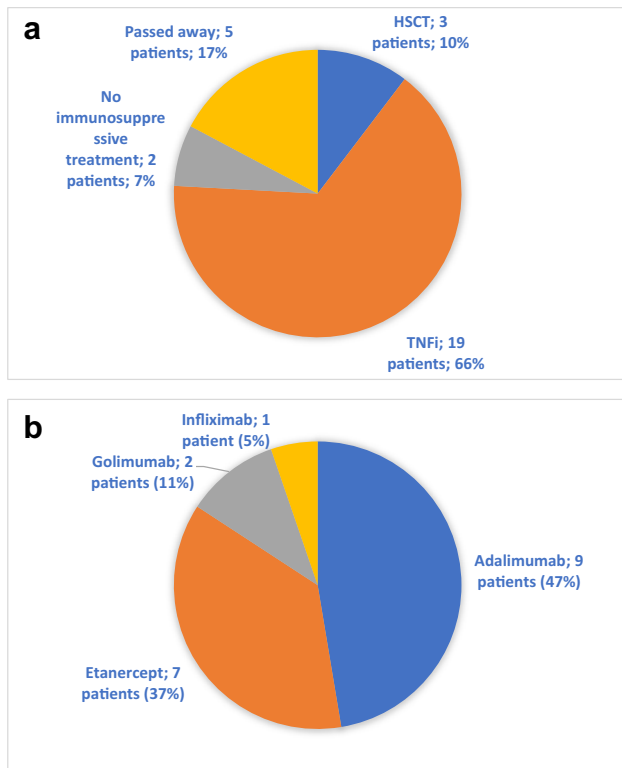 a
Passed away; 5
patients; 17%
HSCT; 3
patients; 10%
No
immunosuppre
ssive
treatment; 2
patients; 7%
TNFi; 19
patients; 66%
b
Infliximab; 1
patient (5%)
Golimumab; 2
patients (11%)
Adalimumab; 9
patients (47%)
Etanercept; 7
patients (37%)